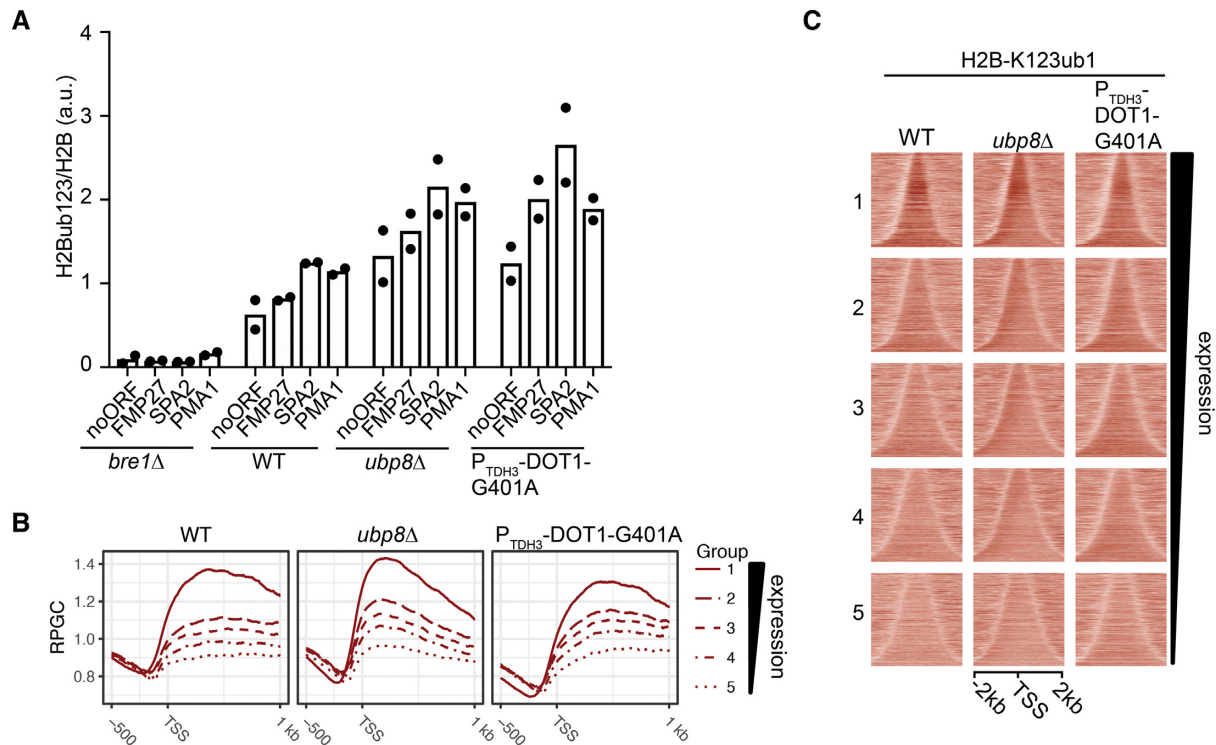 A
H2Bub123/H2B (a.u.)
4
3
2
1
0
noORF
FMP27
SPA2
PMA1
noORF
FMP27
SPA2
PMA1
noORF
FMP27
SPA2
PMA1
noORF
FMP27
SPA2
PMA1
bre1Δ
WT
ubp8Δ
PTDH3-DOT1-
G401A
B
WT
ubp8Δ
PTDH3-DOT1-G401A
RPGC
1.4
1.2
1.0
0.8
-500
TSS
1 kb
-500
TSS
1 kb
-500
TSS
1 kb
Group
1
2
3
4
5
expression
C
H2B-K123ub1
WT
ubp8Δ
PTDH3-
DOT1-
G401A
1
2
3
4
5
-2kb
TSS
2kb
expression